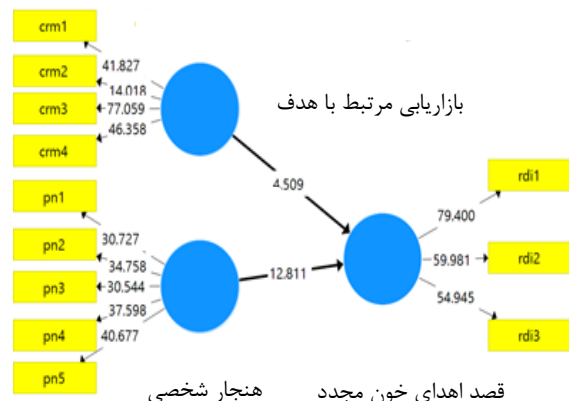 crm1
crm2
crm3
crm4
41.827
14.018
77.059
46.358
بازاریابی مرتبط با هدف
4.509
pn1
pn2
pn3
pn4
pn5
30.727
34.758
30.544
37.598
40.677
هنجار شخصی
12.811
rdi1
rdi2
rdi3
79.400
59.981
54.945
قصد اهدای خون مجدد